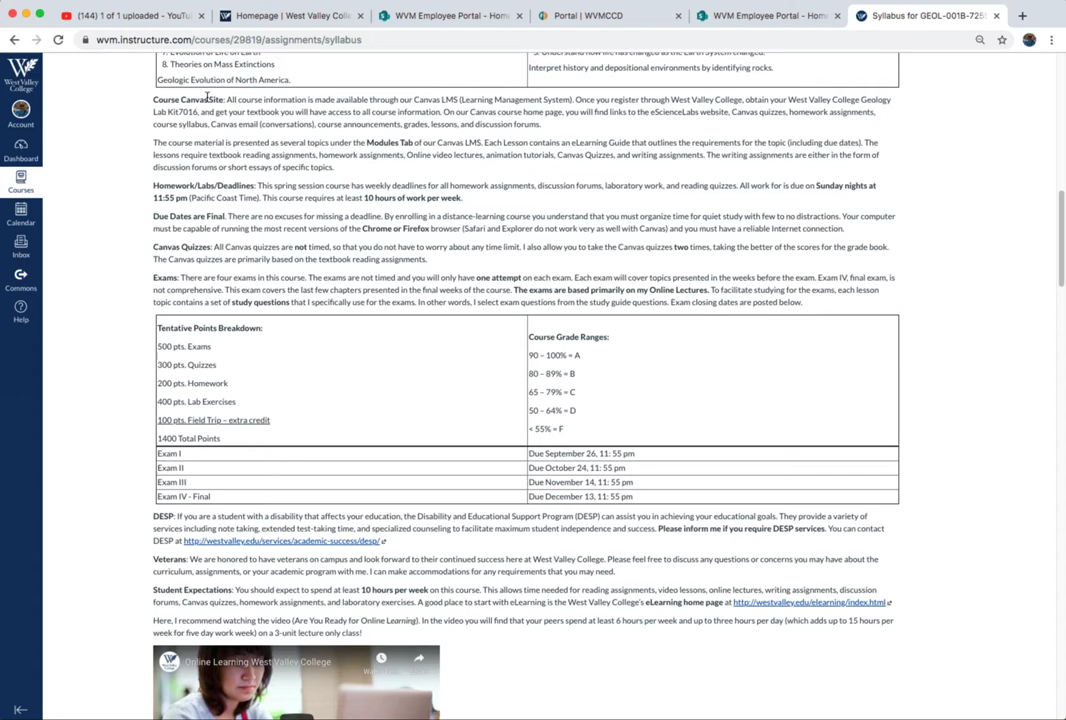 (144) 1 of 1 uploaded - YouTu
Homepage | West Valley Colle
WVM Employee Portal - Home
Portal | WVMCCD
WVM Employee Portal - Home
Syllabus for GEOL-001B-7255
wvm.instructure.com/courses/29819/assignments/syllabus
West Valley College
Account
Dashboard
Courses
Calendar
Inbox
Commons
Help
8. Theories on Mass Extinctions
Geologic Evolution of North America.
Interpret history and depositional environments by identifying rocks.
Course Canvas Site: All course information is made available through our Canvas LMS (Learning Management System). Once you register through West Valley College, obtain your West Valley College Geology
Lab Kit7016, and get your textbook you will have access to all course information. On our Canvas course home page, you will find links to the eScienceLabs website, Canvas quizzes, homework assignments,
course syllabus, Canvas email (conversations), course announcements, grades, lessons, and discussion forums.
The course material is presented as several topics under the Modules Tab of our Canvas LMS. Each Lesson contains an eLearning Guide that outlines the requirements for the topic (including due dates). The
lessons require textbook reading assignments, homework assignments, Online video lectures, animation tutorials, Canvas Quizzes, and writing assignments. The writing assignments are either in the form of
discussion forums or short essays of specific topics.
Homework/Labs/Deadlines: This spring session course has weekly deadlines for all homework assignments, discussion forums, laboratory work, and reading quizzes. All work for is due on Sunday nights at
11:55 pm (Pacific Coast Time). This course requires at least 10 hours of work per week.
Due Dates are Final. There are no excuses for missing a deadline. By enrolling in a distance-learning course you understand that you must organize time for quiet study with few to no distractions. Your computer
must be capable of running the most recent versions of the Chrome or Firefox browser (Safari and Explorer do not work very as well with Canvas) and you must have a reliable Internet connection.
Canvas Quizzes: All Canvas quizzes are not timed, so that you do not have to worry about any time limit. I also allow you to take the Canvas quizzes two times, taking the better of the scores for the grade book.
The Canvas quizzes are primarily based on the textbook reading assignments.
Exams: There are four exams in this course. The exams are not timed and you will only have one attempt on each exam. Each exam will cover topics presented in the weeks before the exam. Exam IV, final exam, is
not comprehensive. This exam covers the last few chapters presented in the final weeks of the course. The exams are based primarily on my Online Lectures. To facilitate studying for the exams, each lesson
topic contains a set of study questions that I specifically use for the exams. In other words, I select exam questions from the study guide questions. Exam closing dates are posted below.
Tentative Points Breakdown:
500 pts. Exams
300 pts. Quizzes
200 pts. Homework
400 pts. Lab Exercises
100 pts. Field Trip – extra credit
1400 Total Points
Course Grade Ranges:
90 – 100% = A
80 – 89% = B
65 – 79% = C
50 – 64% = D
< 55% = F
Exam I Due September 26, 11: 55 pm
Exam II Due October 24, 11: 55 pm
Exam III Due November 14, 11: 55 pm
Exam IV - Final Due December 13, 11: 55 pm
DESP: If you are a student with a disability that affects your education, the Disability and Educational Support Program (DESP) can assist you in achieving your educational goals. They provide a variety of
services including note taking, extended test-taking time, and specialized counseling to facilitate maximum student independence and success. Please inform me if you require DESP services. You can contact
DESP at http://westvalley.edu/services/academic-success/desp/
Veterans: We are honored to have veterans on campus and look forward to their continued success here at West Valley College. Please feel free to discuss any questions or concerns you may have about the
curriculum, assignments, or your academic program with me. I can make accommodations for any requirements that you may need.
Student Expectations: You should expect to spend at least 10 hours per week on this course. This allows time needed for reading assignments, video lessons, online lectures, writing assignments, discussion
forums, Canvas quizzes, homework assignments, and laboratory exercises. A good place to start with eLearning is the West Valley College's eLearning home page at http://westvalley.edu/elearning/index.html
Here, I recommend watching the video (Are You Ready for Online Learning). In the video you will find that your peers spend at least 6 hours per week and up to three hours per day (which adds up to 15 hours per
week for five day work week) on a 3-unit lecture only class!
Online Learning West Valley College